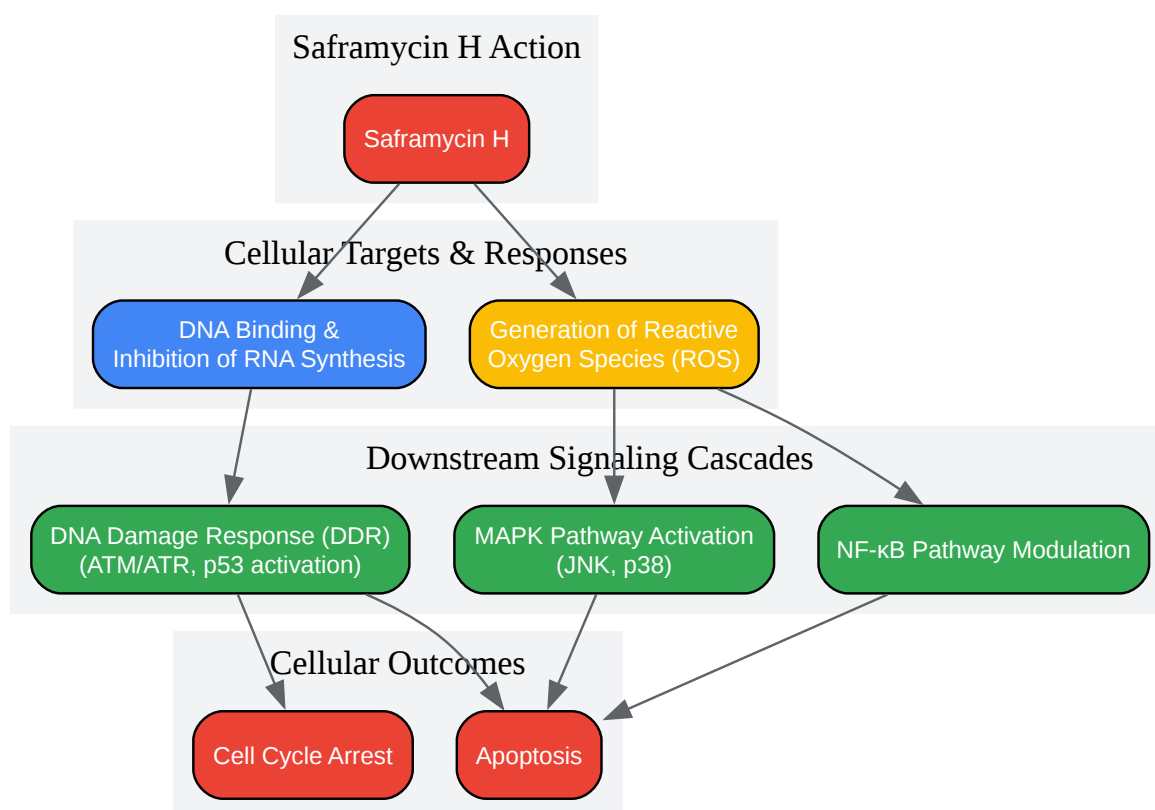 Saframycin H Action
Saframycin H
Cellular Targets & Responses
DNA Binding &
Inhibition of RNA Synthesis
Generation of Reactive
Oxygen Species (ROS)
Downstream Signaling Cascades
DNA Damage Response (DDR)
(ATM/ATR, p53 activation)
MAPK Pathway Activation
(JNK, p38)
NF-κB Pathway Modulation
Cellular Outcomes
Cell Cycle Arrest
Apoptosis